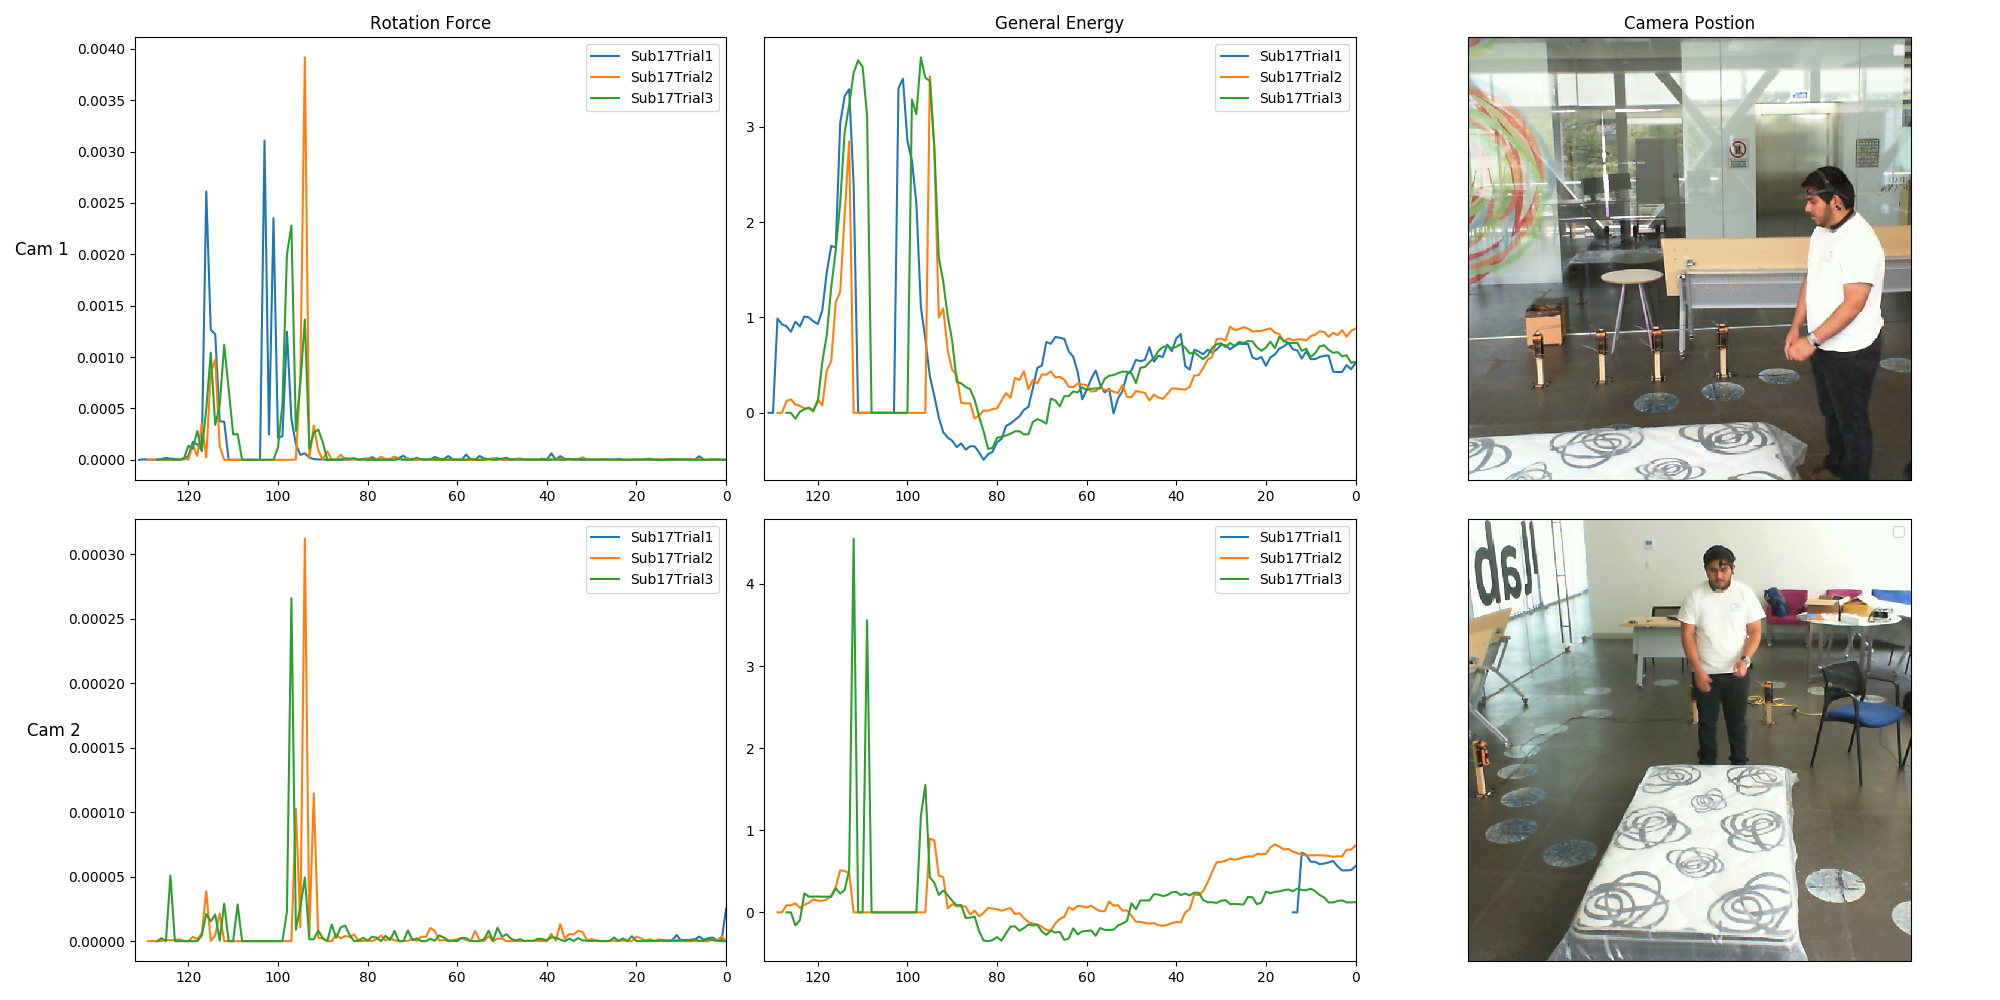 Rotation Force
General Energy
Camera Postion
Cam 1
0.0040
0.0035
0.0030
0.0025
0.0020
0.0015
0.0010
0.0005
0.0000
120 100 80 60 40 20 0
Sub17Trial1
Sub17Trial2
Sub17Trial3
3
2
1
0
120 100 80 60 40 20 0
Sub17Trial1
Sub17Trial2
Sub17Trial3
Cam 2
0.00030
0.00025
0.00020
0.00015
0.00010
0.00005
0.00000
120 100 80 60 40 20 0
Sub17Trial1
Sub17Trial2
Sub17Trial3
4
3
2
1
0
120 100 80 60 40 20 0
Sub17Trial1
Sub17Trial2
Sub17Trial3